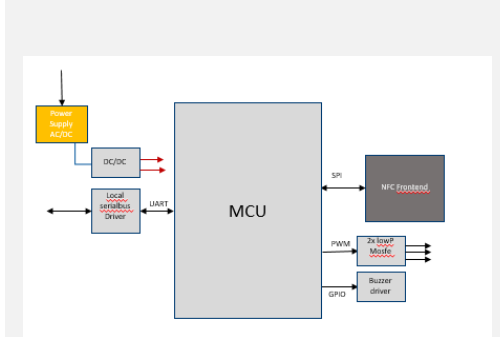 Power
Supply
AC/DC
DC/DC
Local
serialbus
Driver
UART
MCU
SPI
NFC Frontend
PWM
2x lowP
Mosfe
GPIO
Buzzer
driver